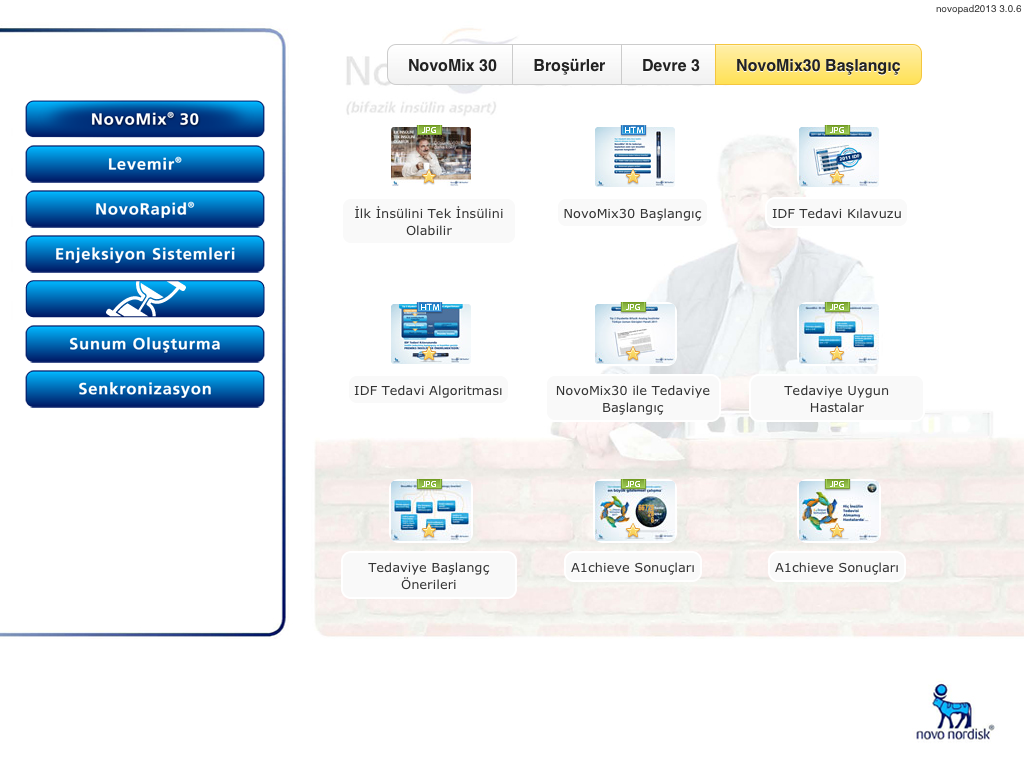 novopad2013 3.0.6
NovoMix 30
Broşürler
Devre 3
NovoMix30 Başlangıç
(bifazik insülin aspart)
NovoMix® 30
Levemir®
NovoRapid®
Enjeksiyon Sistemleri
Sunum Oluşturma
Senkronizasyon
JPG
HTM
JPG
İlk İnsülini Tek İnsülini
Olabilir
NovoMix30 Başlangıç
IDF Tedavi Kılavuzu
HTM
JPG
JPG
IDF Tedavi Algoritması
NovoMix30 ile Tedaviye
Başlangıç
Tedaviye Uygun
Hastalar
JPG
JPG
JPG
Tedaviye Başlangç
Önerileri
A1chieve Sonuçları
A1chieve Sonuçları
novo nordisk®